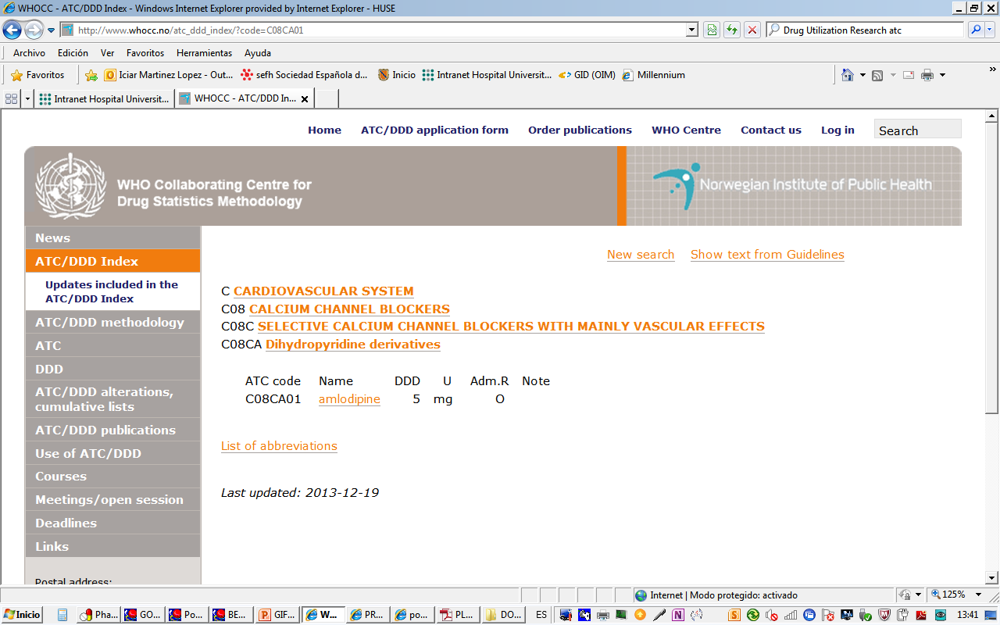 WHOCC - ATC/DDD Index - Windows Internet Explorer provided by Internet Explorer - HUSE
http://www.whocc.no/atc_ddd_index/?code=C08CA01
Drug Utilization Research atc
Archivo Edición Ver Favoritos Herramientas Ayuda
Favoritos Iciar Martinez Lopez - Out... sefh Sociedad Española d... Inicio Intranet Hospital Universit... GID (OIM) Millennium
Intranet Hospital Universit... WHOCC - ATC/DDD In...
Home ATC/DDD application form Order publications WHO Centre Contact us Log in Search
WHO Collaborating Centre for
Drug Statistics Methodology
Norwegian Institute of Public Health
News
ATC/DDD Index
Updates included in the
ATC/DDD Index
ATC/DDD methodology
ATC
DDD
ATC/DDD alterations,
cumulative lists
ATC/DDD publications
Use of ATC/DDD
Courses
Meetings/open session
Deadlines
Links
Postal address:
New search Show text from Guidelines
C CARDIOVASCULAR SYSTEM
C08 CALCIUM CHANNEL BLOCKERS
C08C SELECTIVE CALCIUM CHANNEL BLOCKERS WITH MAINLY VASCULAR EFFECTS
C08CA Dihydropyridine derivatives
ATC code Name DDD U Adm.R Note
C08CA01 amlodipine 5 mg O
List of abbreviations
Last updated: 2013-12-19
Internet | Modo protegido: activado 125%
Inicio Pha... GO... Po... BE... GIF... W... PR... po... PL... DO... ES 13:41